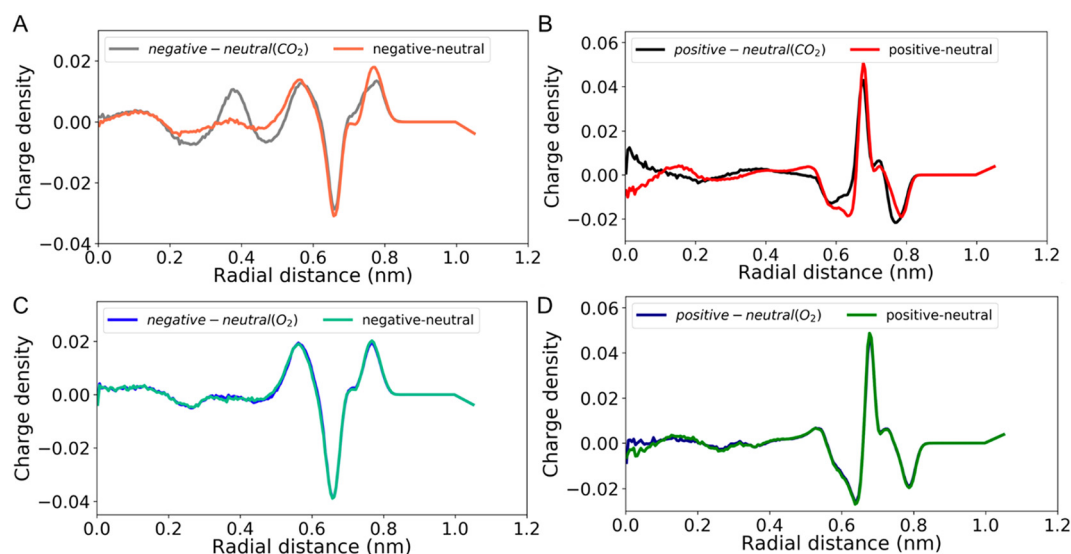 A
negative − neutral(CO₂)
negative-neutral
Charge density
0.02
0.00
−0.02
−0.04
0.0
0.2
0.4
0.6
0.8
1.0
1.2
Radial distance (nm)
B
positive − neutral(CO₂)
positive-neutral
Charge density
0.06
0.04
0.02
0.00
−0.02
0.0
0.2
0.4
0.6
0.8
1.0
1.2
Radial distance (nm)
C
negative − neutral(O₂)
negative-neutral
Charge density
0.02
0.00
−0.02
−0.04
0.0
0.2
0.4
0.6
0.8
1.0
1.2
Radial distance (nm)
D
positive − neutral(O₂)
positive-neutral
Charge density
0.06
0.04
0.02
0.00
−0.02
0.0
0.2
0.4
0.6
0.8
1.0
1.2
Radial distance (nm)